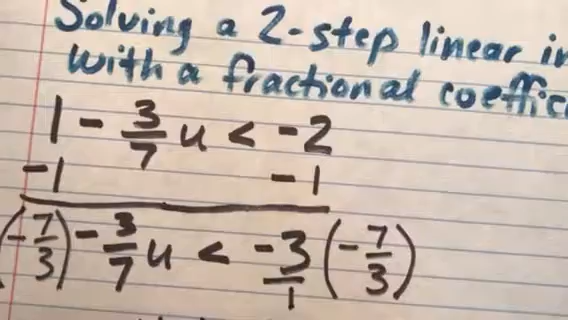 Solving a 2-step linear
with a fractional
1 - 3/7 u < -2
-1 -1
(-7/3) -3/7 u < -3/1 (-7/3)